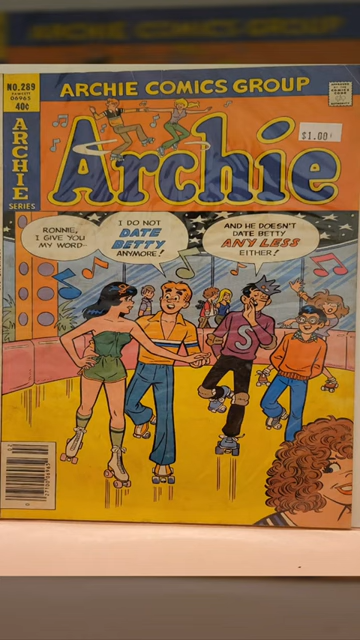 NO.289
06965
40¢
ARCHIE COMICS GROUP
ARCHIE
SERIES
Archie
$1.00
RONNIE,
I GIVE YOU
MY WORD-
I DO NOT
DATE
BETTY
ANYMORE!
AND HE DOESN'T
DATE BETTY
ANY LESS
EITHER!
S